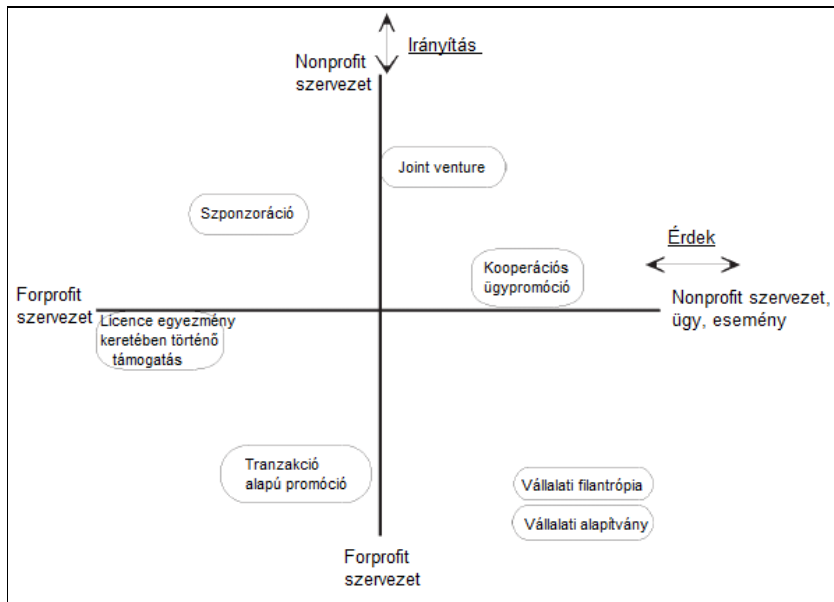 Irányítás
Nonprofit
szervezet
Joint venture
Szponzoráció
Érdek
Kooperációs
ügypromóció
Forprofit
szervezet
Nonprofit szervezet,
ügy, esemény
Licence egyezmény
keretében történő
támogatás
Tranzakció
alapú promóció
Vállalati filantrópia
Vállalati alapítvány
Forprofit
szervezet